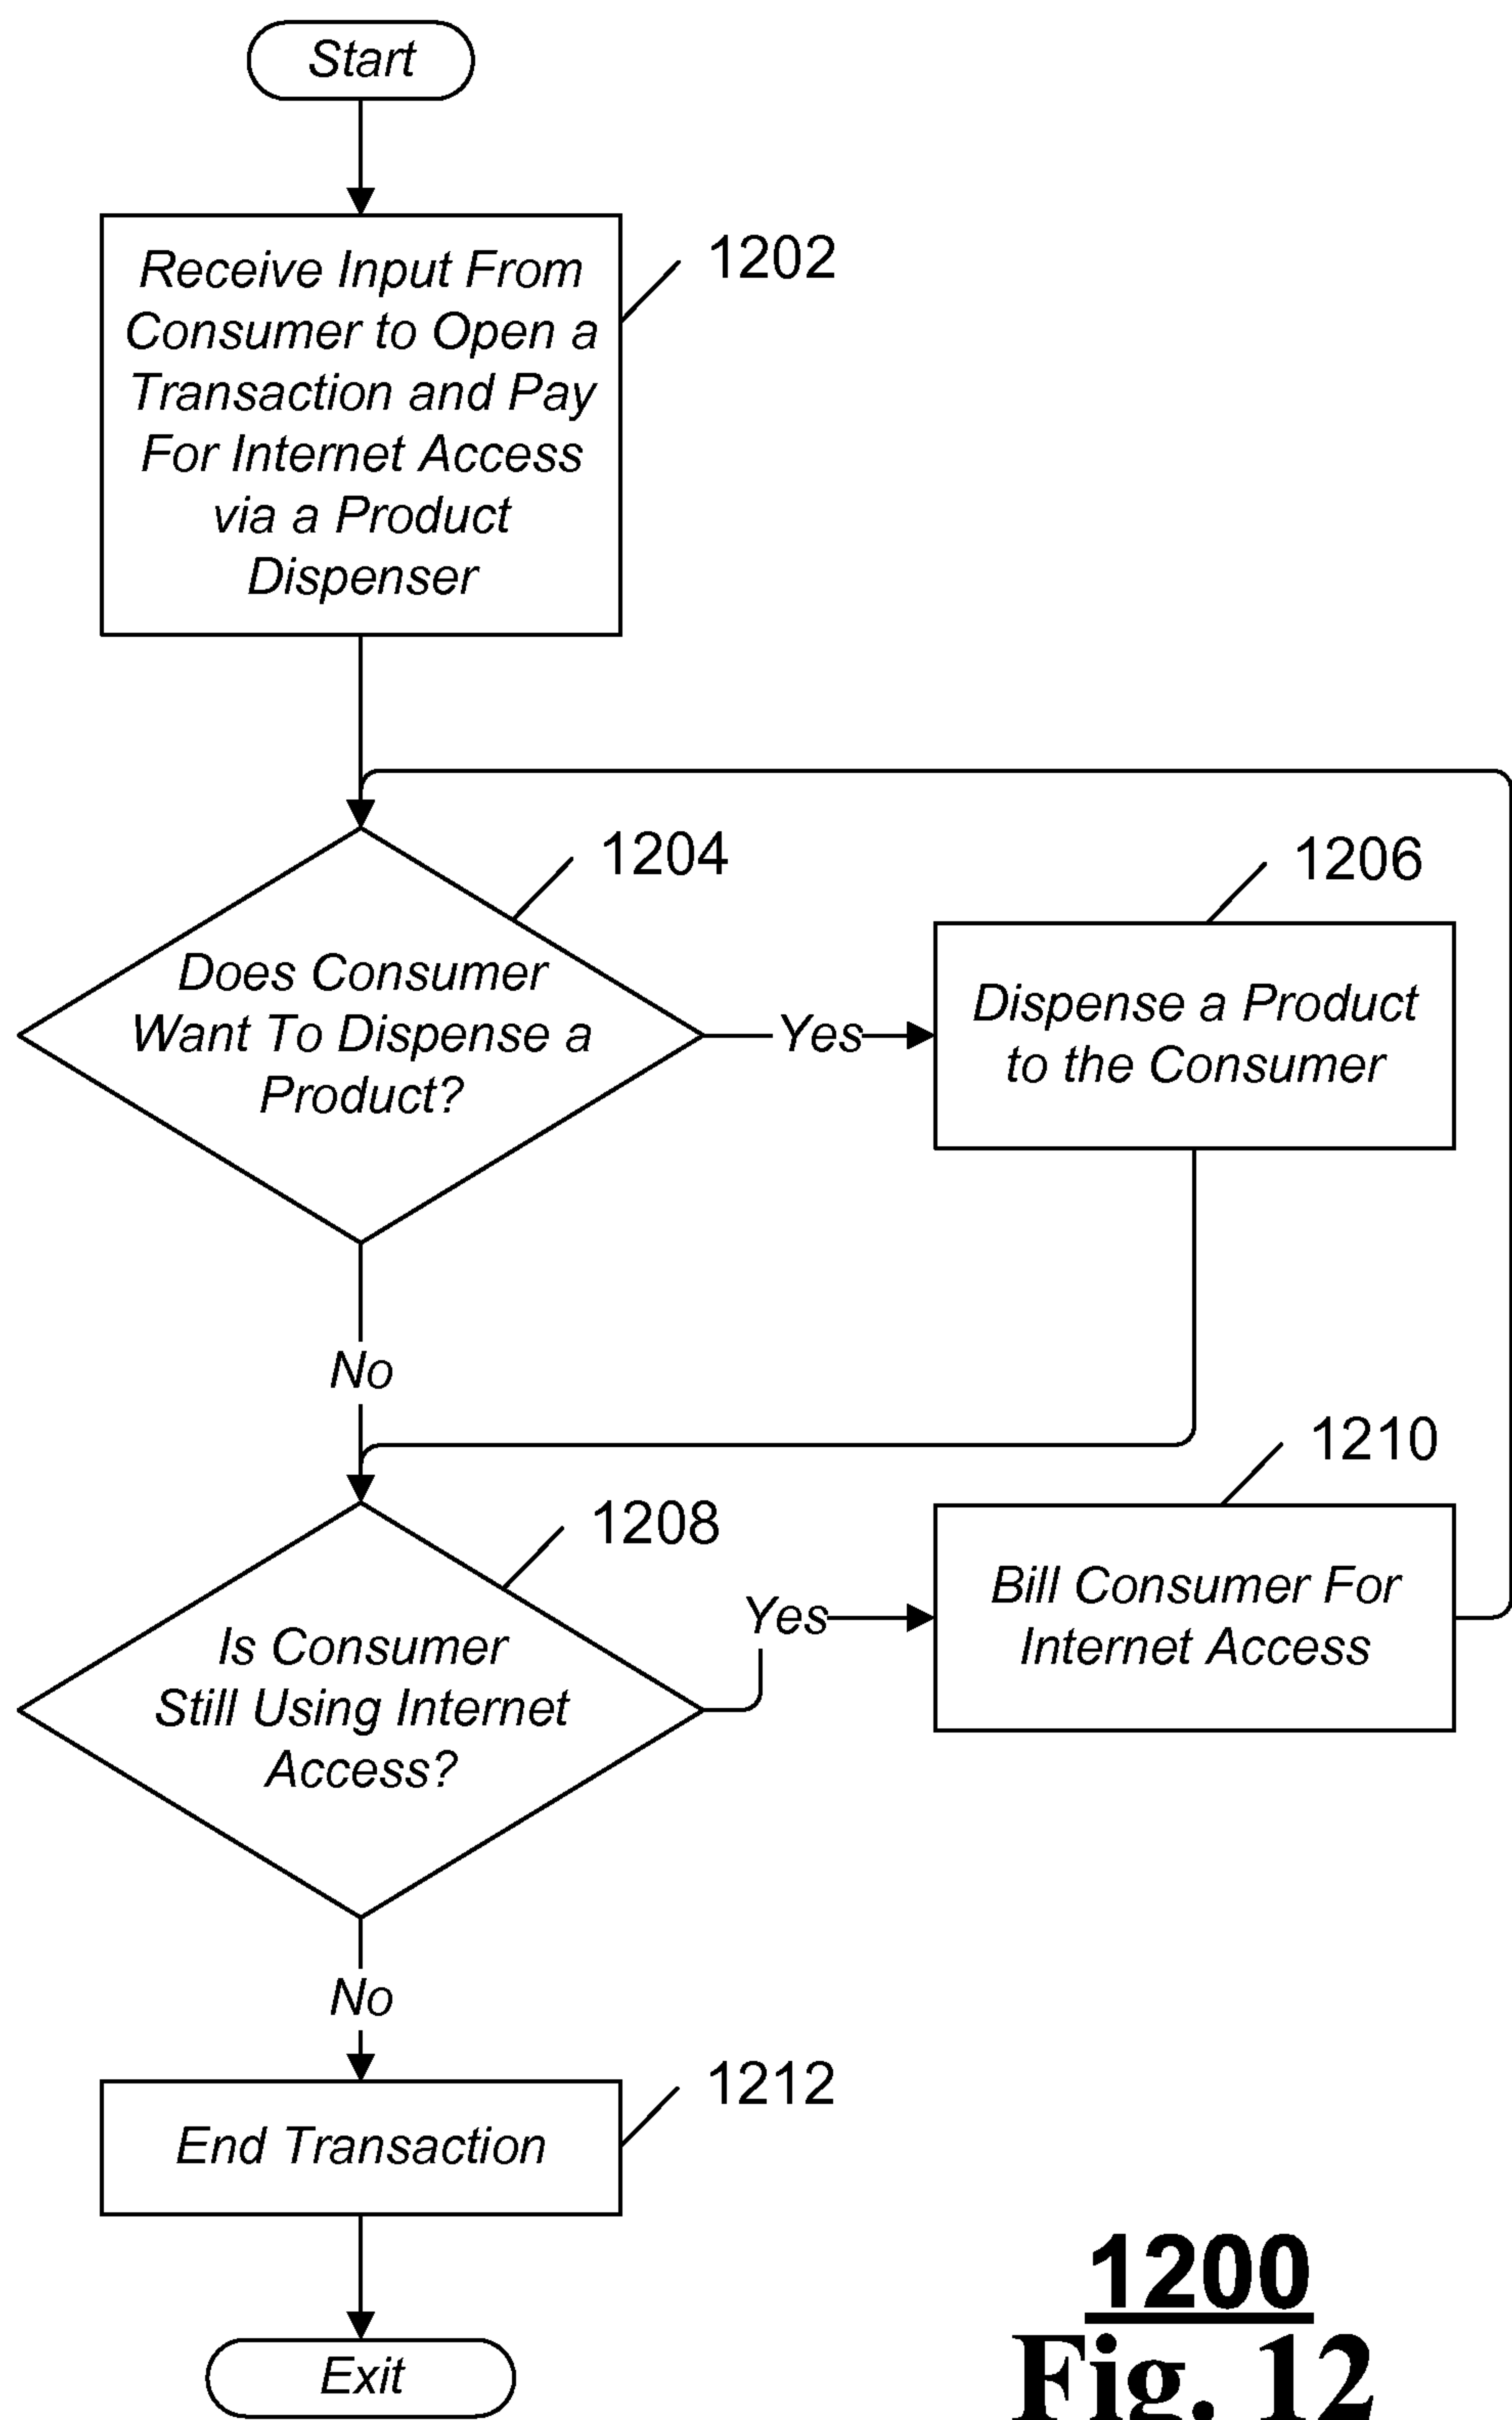 Start
Receive Input From
Consumer to Open a
Transaction and Pay
For Internet Access
via a Product
Dispenser
1202
1204
Does Consumer
Want To Dispense a
Product?
Yes
1206
Dispense a Product
to the Consumer
No
1208
Is Consumer
Still Using Internet
Access?
Yes
1210
Bill Consumer For
Internet Access
No
1212
End Transaction
Exit
1200
Fig. 12